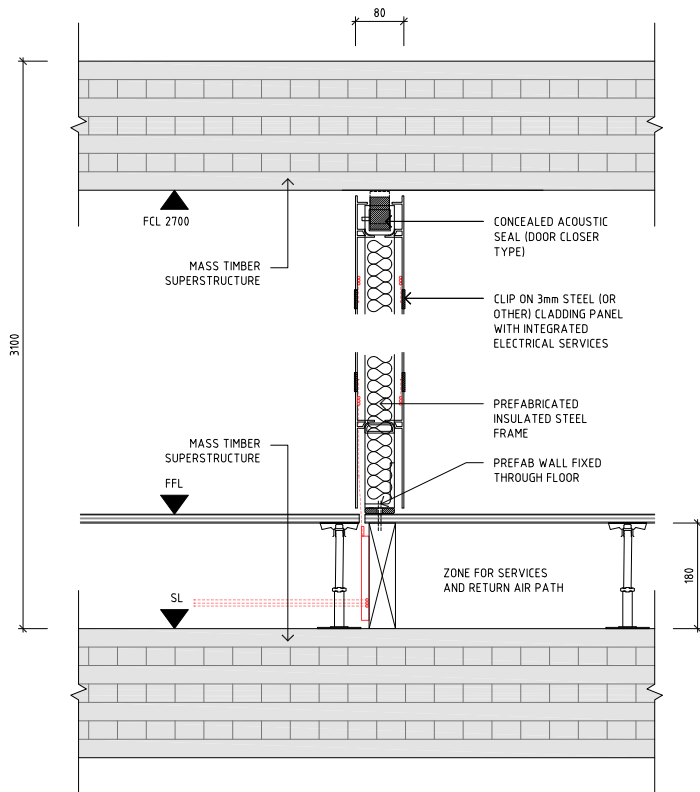 80
FCL 2700
CONCEALED ACOUSTIC
SEAL (DOOR CLOSER
TYPE)
MASS TIMBER
SUPERSTRUCTURE
CLIP ON 3mm STEEL (OR
OTHER) CLADDING PANEL
WITH INTEGRATED
ELECTRICAL SERVICES
3100
PREFABRICATED
INSULATED STEEL
FRAME
MASS TIMBER
SUPERSTRUCTURE
PREFAB WALL FIXED
THROUGH FLOOR
FFL
ZONE FOR SERVICES
AND RETURN AIR PATH
180
SL